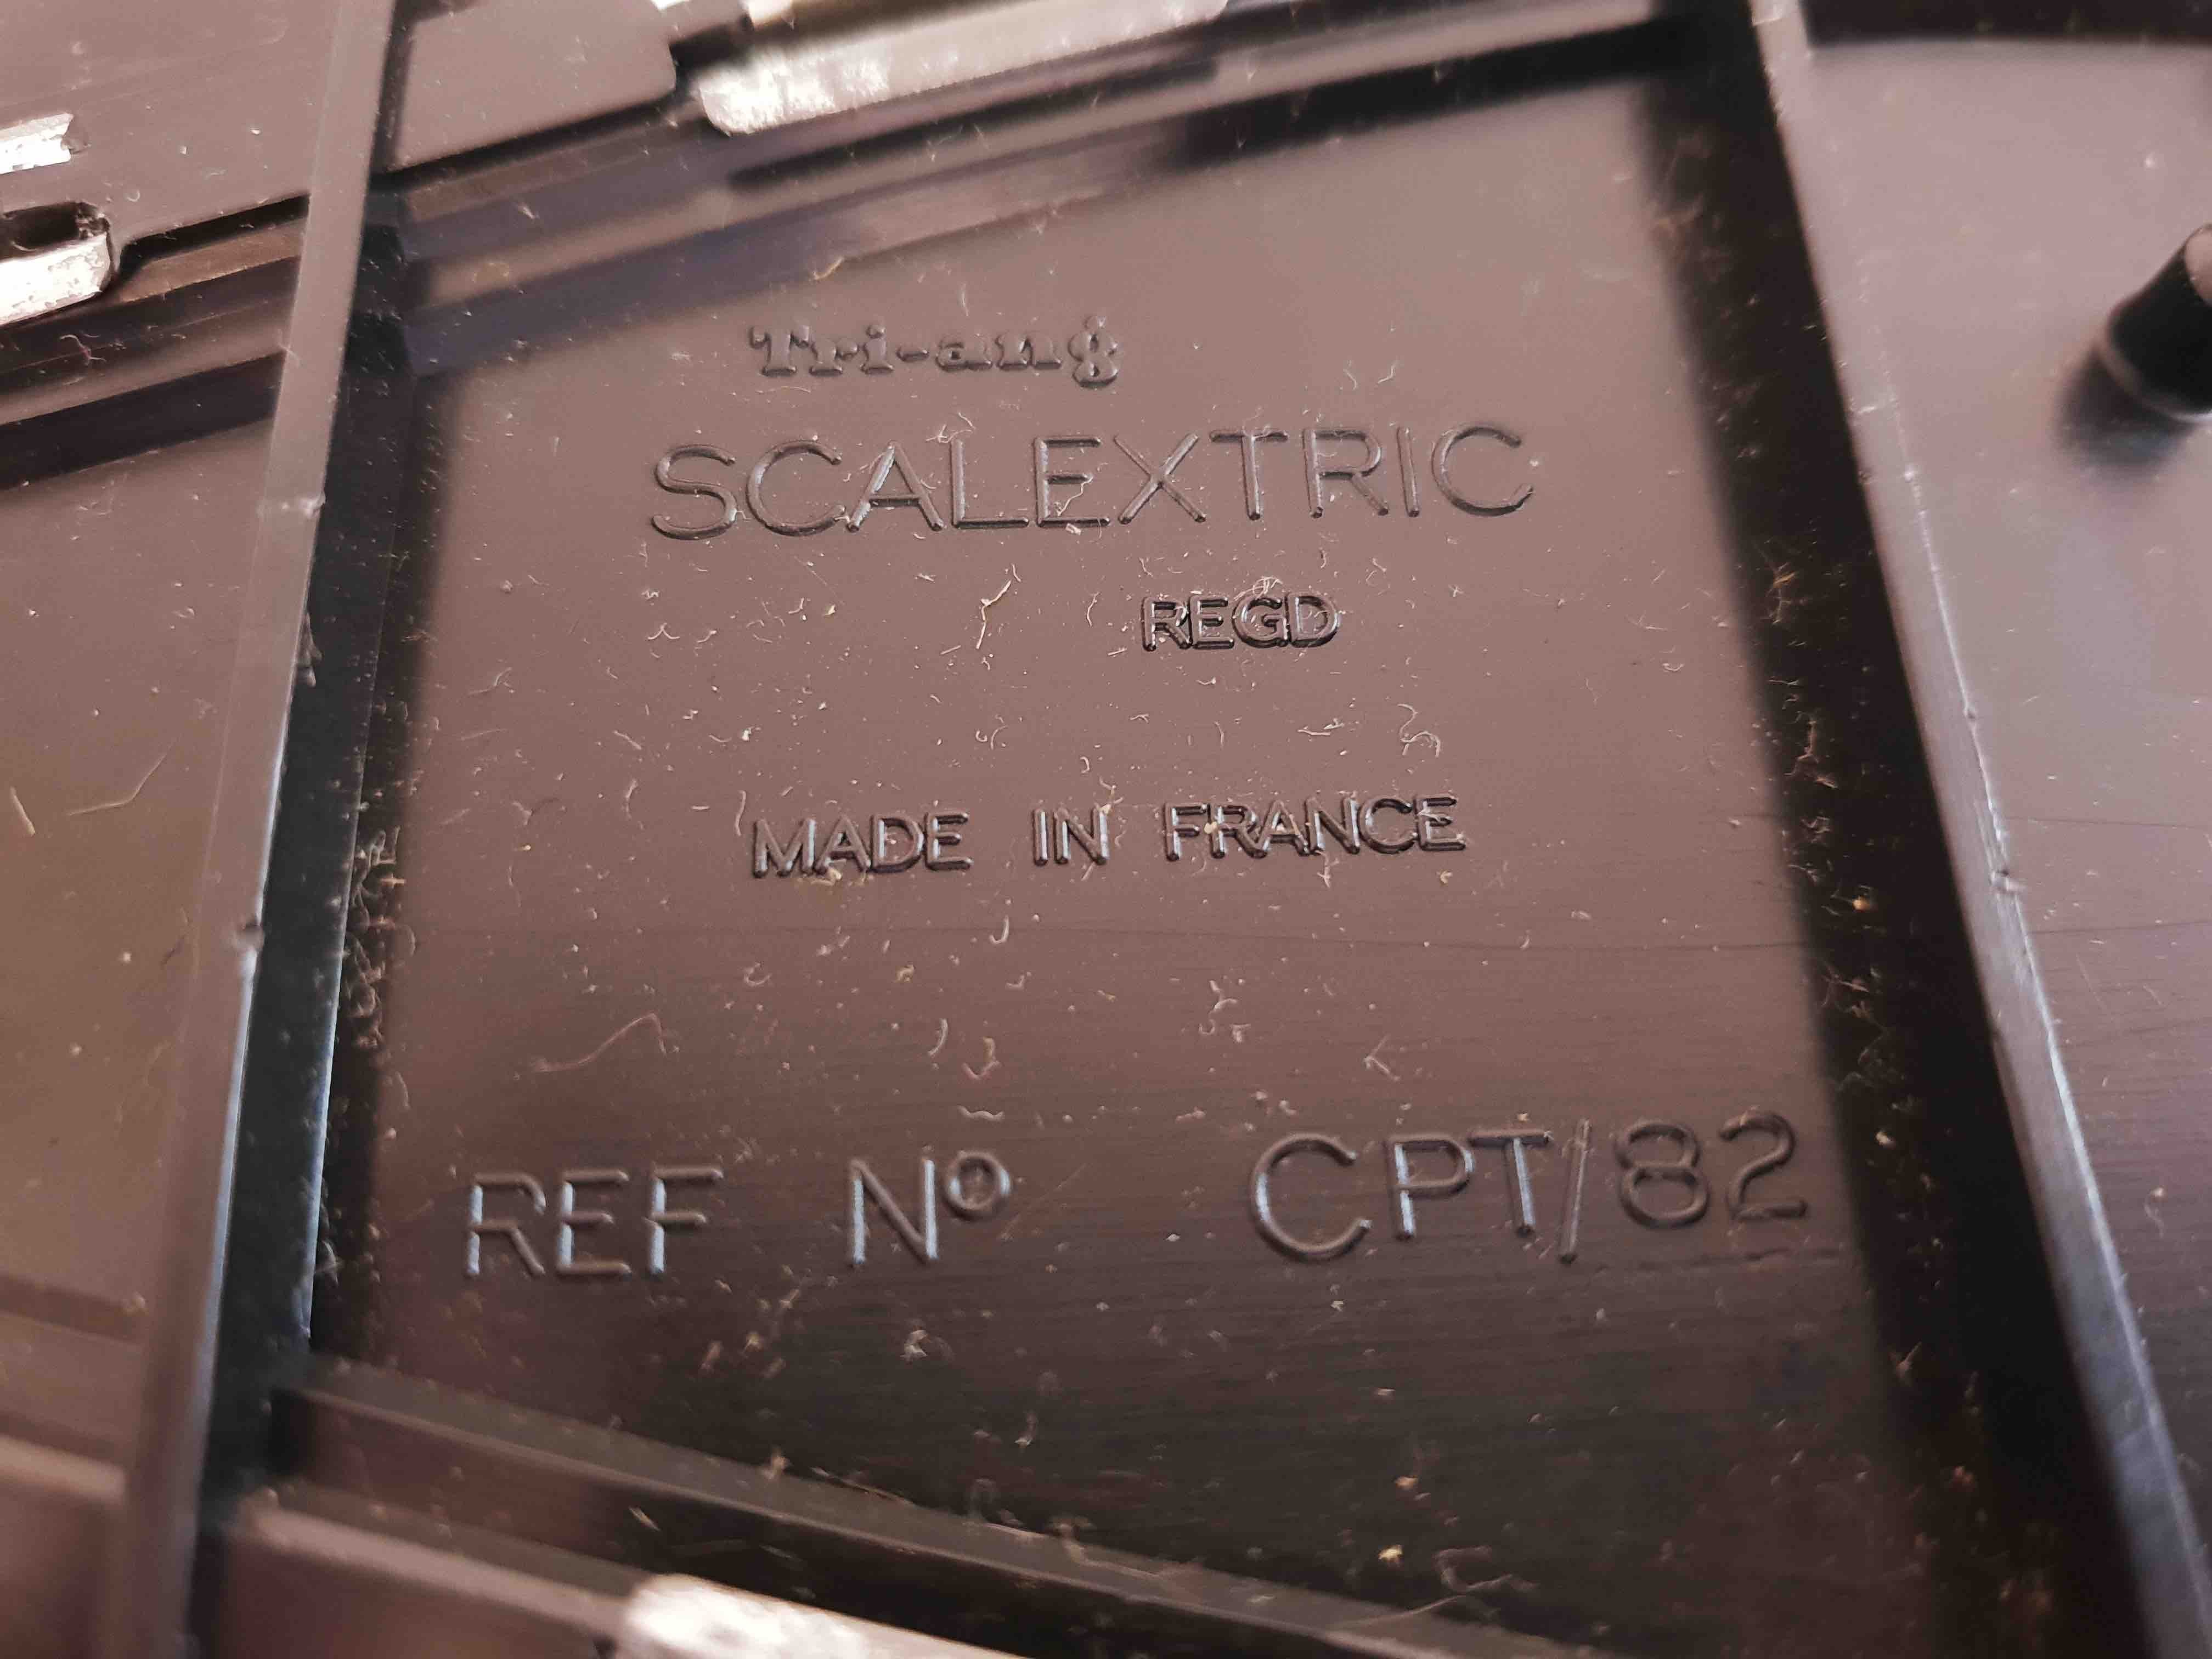 Tri-ang
SCALEXTRIC
REGD
MADE IN FRANCE
REF Nº CPT/82